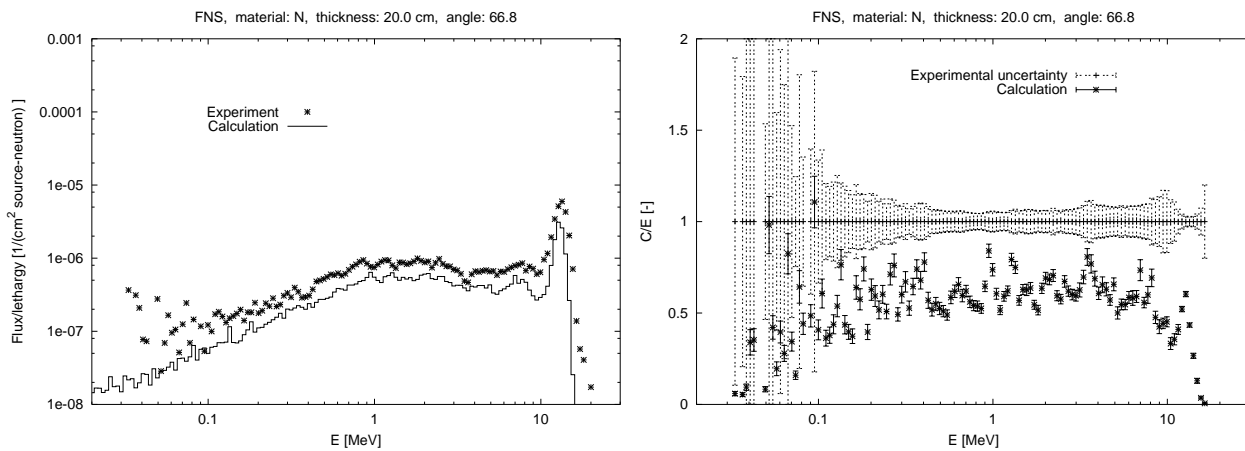 FNS, material: N, thickness: 20.0 cm, angle: 66.8
0.001
0.0001
1e-05
1e-06
1e-07
1e-08
0.1
1
10
E [MeV]
Flux/lethargy [1/(cm2 source-neutron) ]
Experiment
Calculation
FNS, material: N, thickness: 20.0 cm, angle: 66.8
2
1.5
1
0.5
0
0.1
1
10
E [MeV]
C/E [-]
Experimental uncertainty
Calculation